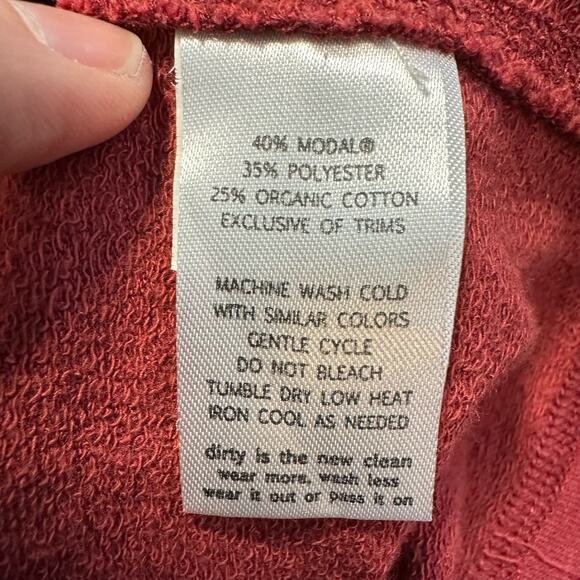 40% MODAL®
35% POLYESTER
25% ORGANIC COTTON
EXCLUSIVE OF TRIMS
MACHINE WASH COLD
WITH SIMILAR COLORS
GENTLE CYCLE
DO NOT BLEACH
TUMBLE DRY LOW HEAT
IRON COOL AS NEEDED
dirty is the new clean
wear more, wash less
wear it out or pass it on